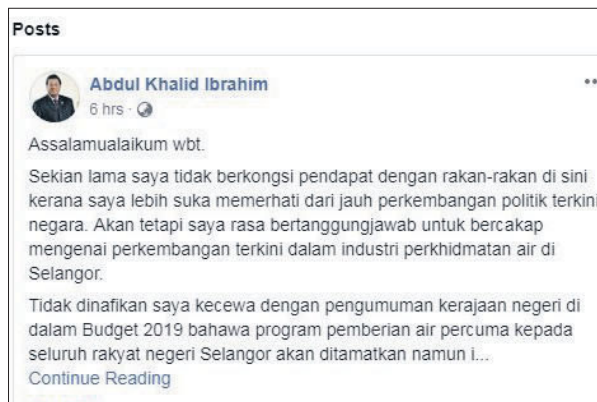 Posts
Abdul Khalid Ibrahim
6 hrs ·
Assalamualaikum wbt.
Sekian lama saya tidak berkongsi pendapat dengan rakan-rakan di sini
kerana saya lebih suka memerhati dari jauh perkembangan politik terkini
negara. Akan tetapi saya rasa bertanggungjawab untuk bercakap
mengenai perkembangan terkini dalam industri perkhidmatan air di
Selangor.
Tidak dinafikan saya kecewa dengan pengumuman kerajaan negeri di
dalam Budget 2019 bahawa program pemberian air percuma kepada
seluruh rakyat negeri Selangor akan ditamatkan namun i...
Continue Reading